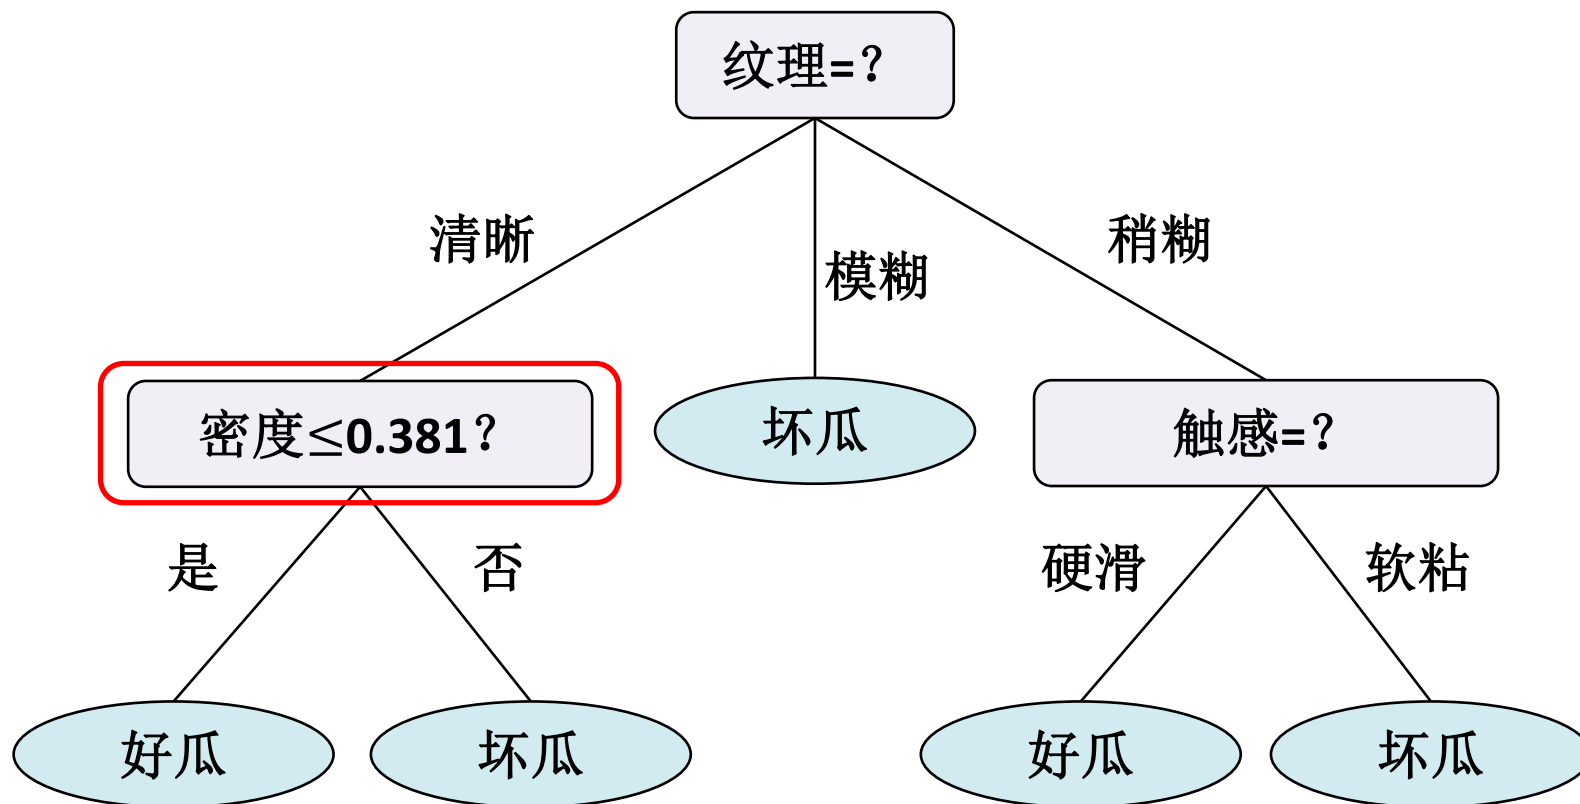 纹理=？
清晰
模糊
稍糊
密度≤0.381？
坏瓜
触感=？
是
否
硬滑
软粘
好瓜
坏瓜
好瓜
坏瓜